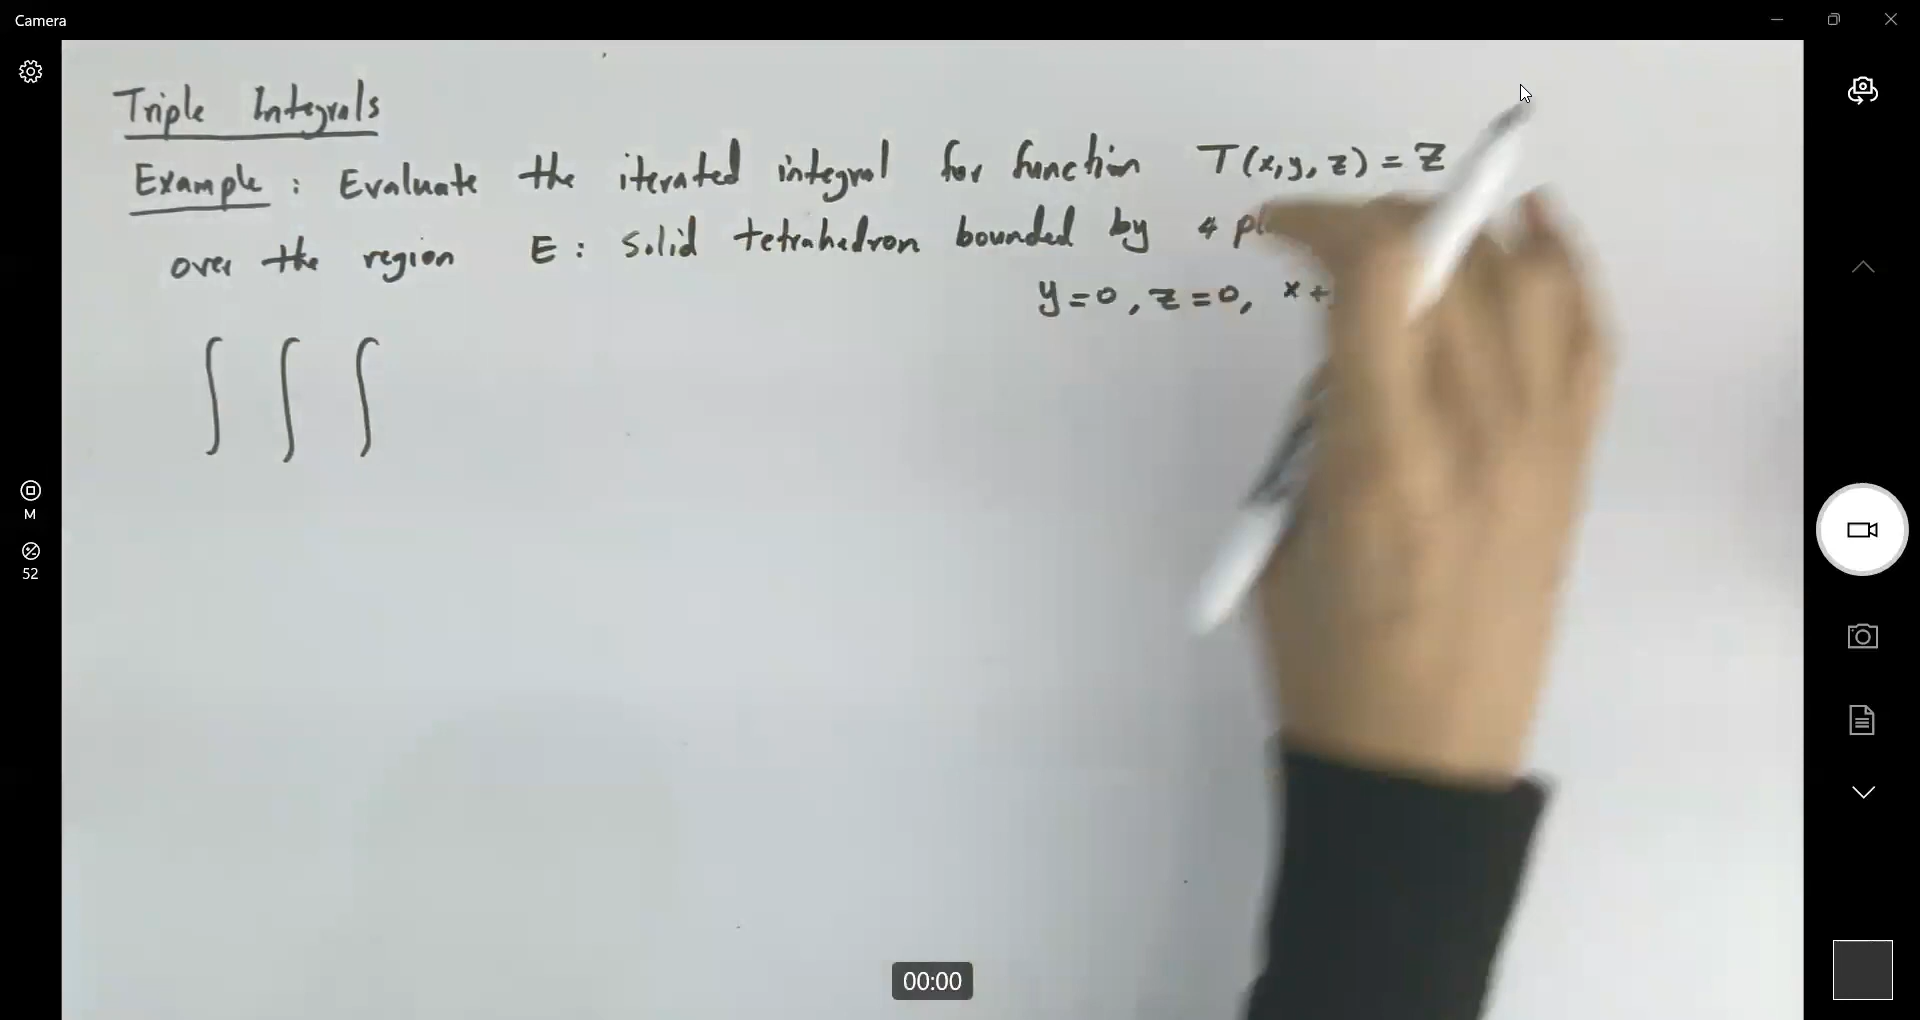 Camera
Triple Integrals
Example : Evaluate the iterated integral for function T(x,y,z) = z
over the region E : solid tetrahedron bounded by 4
y=0, z=0, x+
∫ ∫ ∫
M
52
00:00